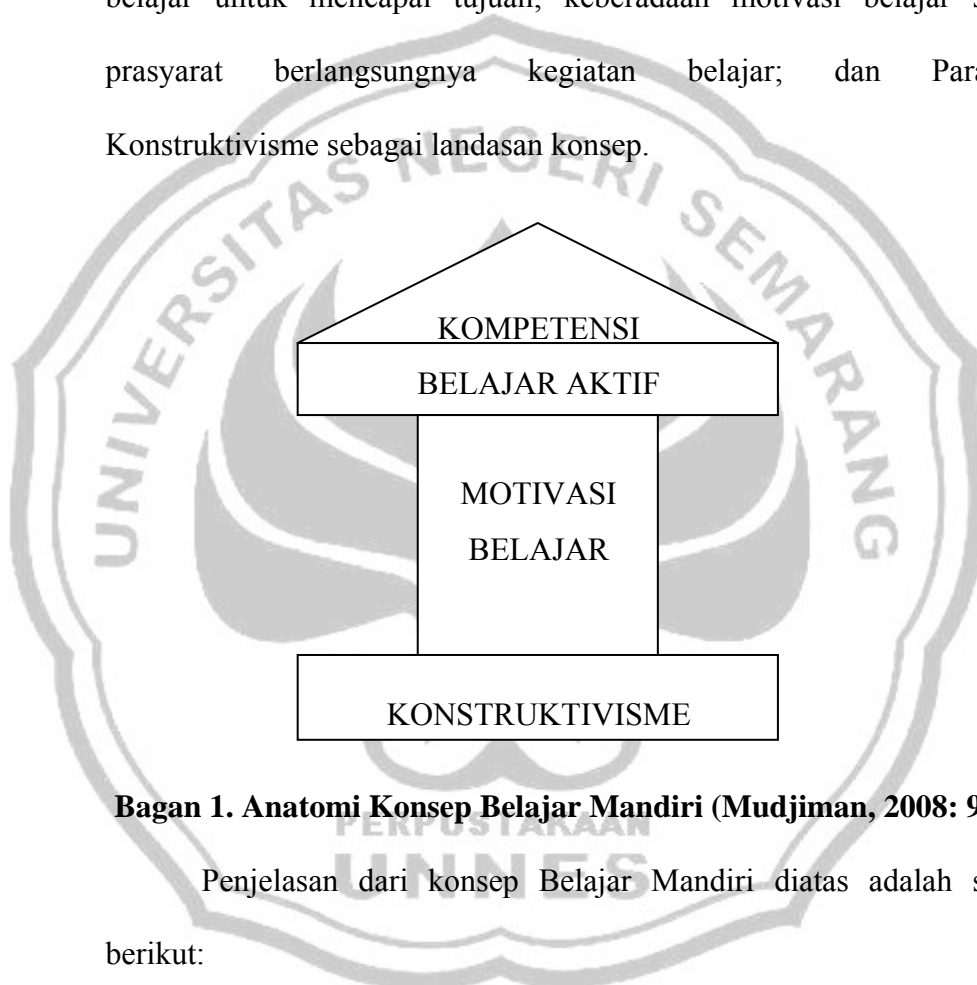 belajar untuk mencapai tujuan; keberadaan motivasi belajar
prasyarat berlangsungnya kegiatan belajar; dan
Konstruktivisme sebagai landasan konsep.
UNIVERSITAS NEGERI SEMARANG
KOMPETENSI
BELAJAR AKTIF
MOTIVASI
BELAJAR
KONSTRUKTIVISME
Bagan 1. Anatomi Konsep Belajar Mandiri (Mudjiman, 2008: 9
PERPUSTAKAAN
UNNES
Penjelasan dari konsep Belajar Mandiri diatas adalah
berikut: